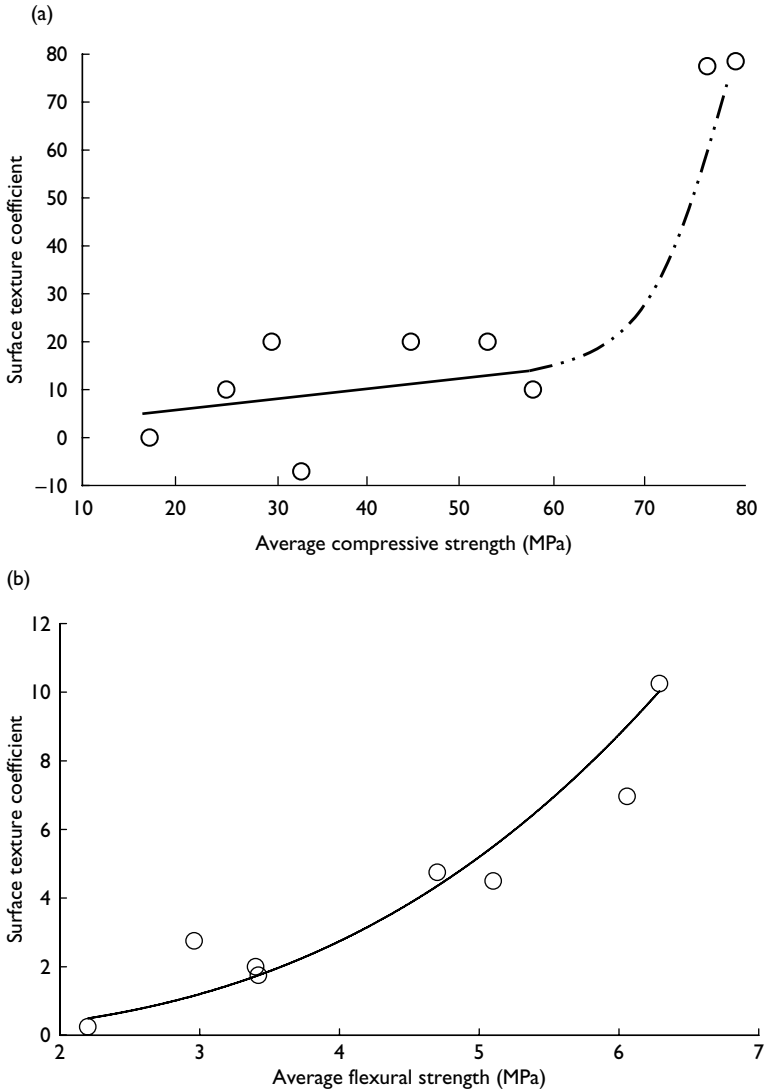 (a)
80
70
60
50
40
30
20
10
0
–10
Surface texture coefficient
10 20 30 40 50 60 70 80
Average compressive strength (MPa)
(b)
12
10
8
6
4
2
0
Surface texture coefficient
2 3 4 5 6 7
Average flexural strength (MPa)